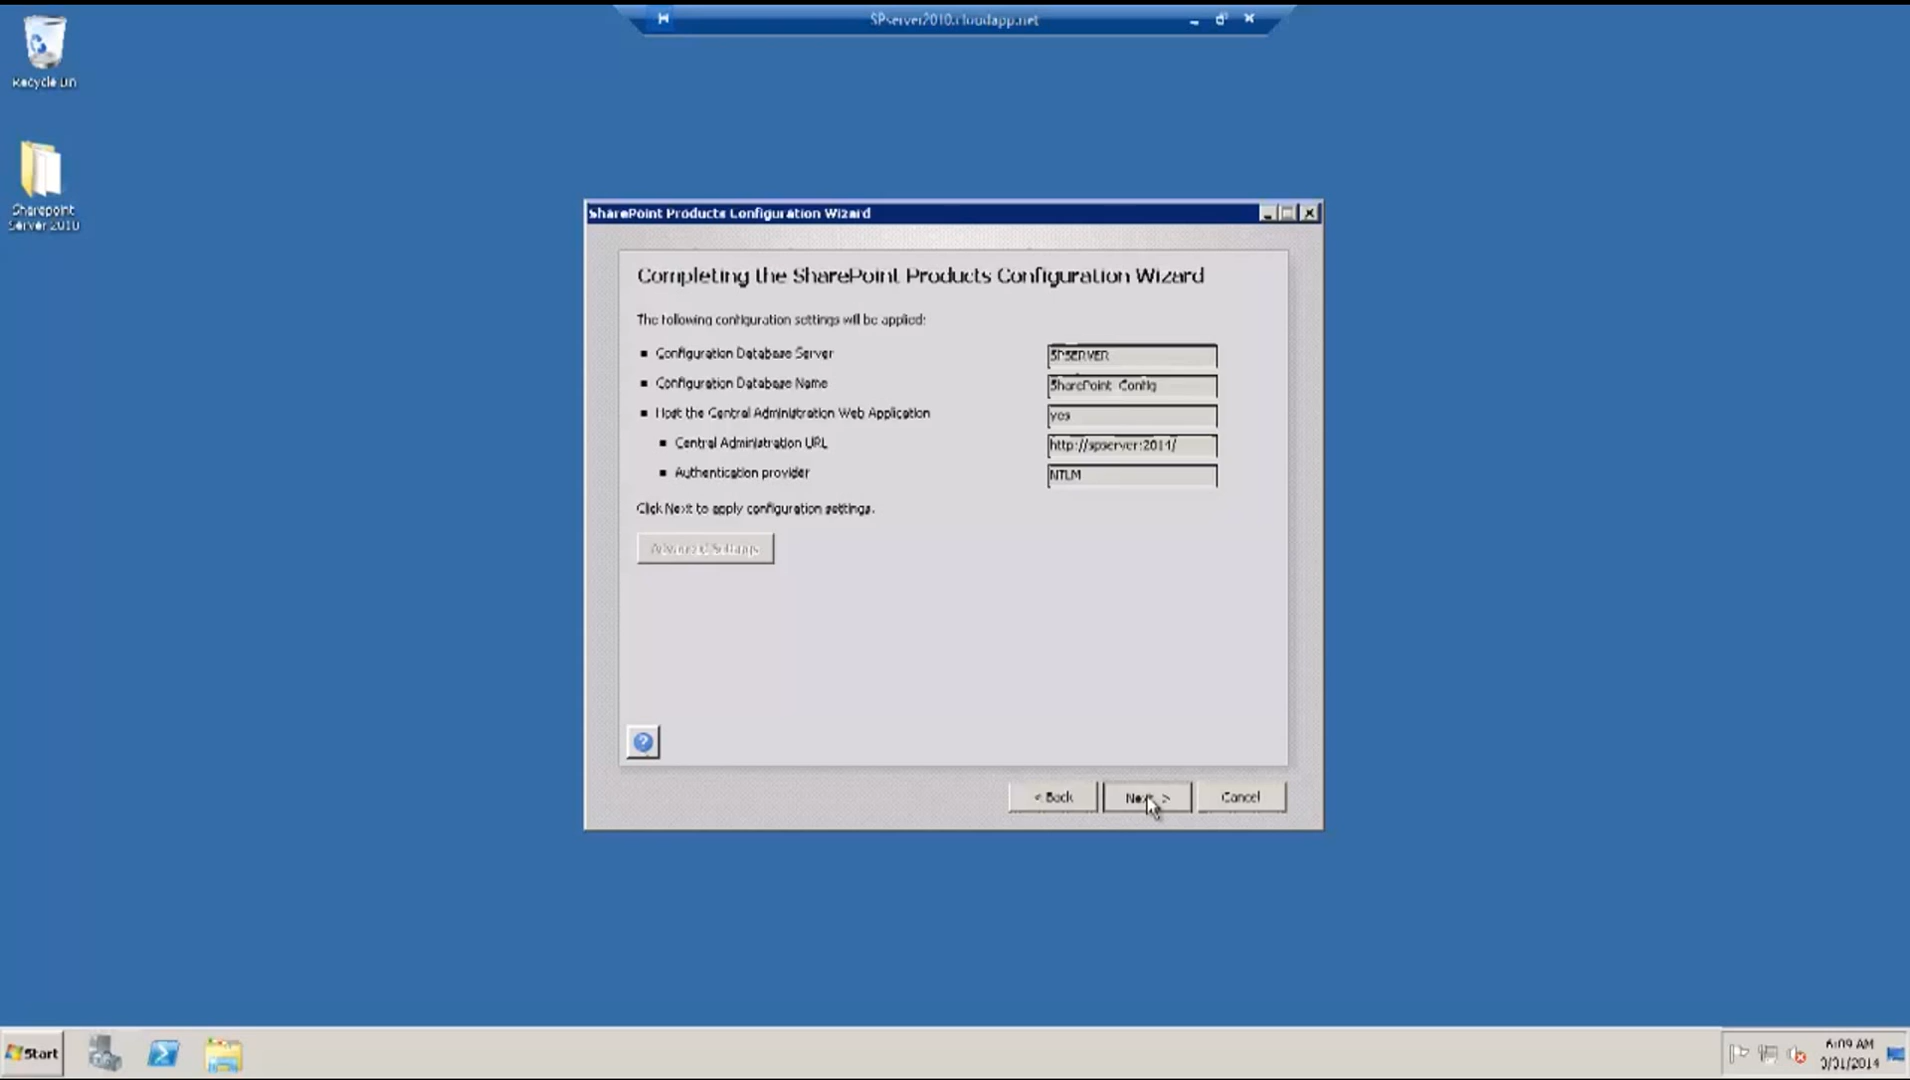 SPserver2010.cloudapp.net
Recycle Bin
Sharepoint
Server 2010
SharePoint Products Configuration Wizard
Completing the SharePoint Products Configuration Wizard
The following configuration settings will be applied:
Configuration Database Server
SPSERVER
Configuration Database Name
SharePoint_Config
Host the Central Administration Web Application
yes
Central Administration URL
http://spserver:2014/
Authentication provider
NTLM
Click Next to apply configuration settings.
Advanced Settings
< Back
Next >
Cancel
Start
6:09 AM
3/31/2014